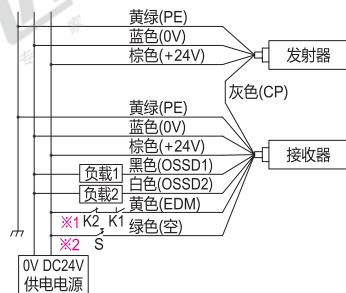 黄绿(PE)
蓝色(0V)
棕色(+24V)
发射器
灰色(CP)
黄绿(PE)
蓝色(0V)
棕色(+24V)
接收器
负载1 黑色(OSSD1)
负载2 白色(OSSD2)
※1 K2 K1 黄色(EDM)
※2 S 绿色(空)
0V DC24V
供电电源
专家